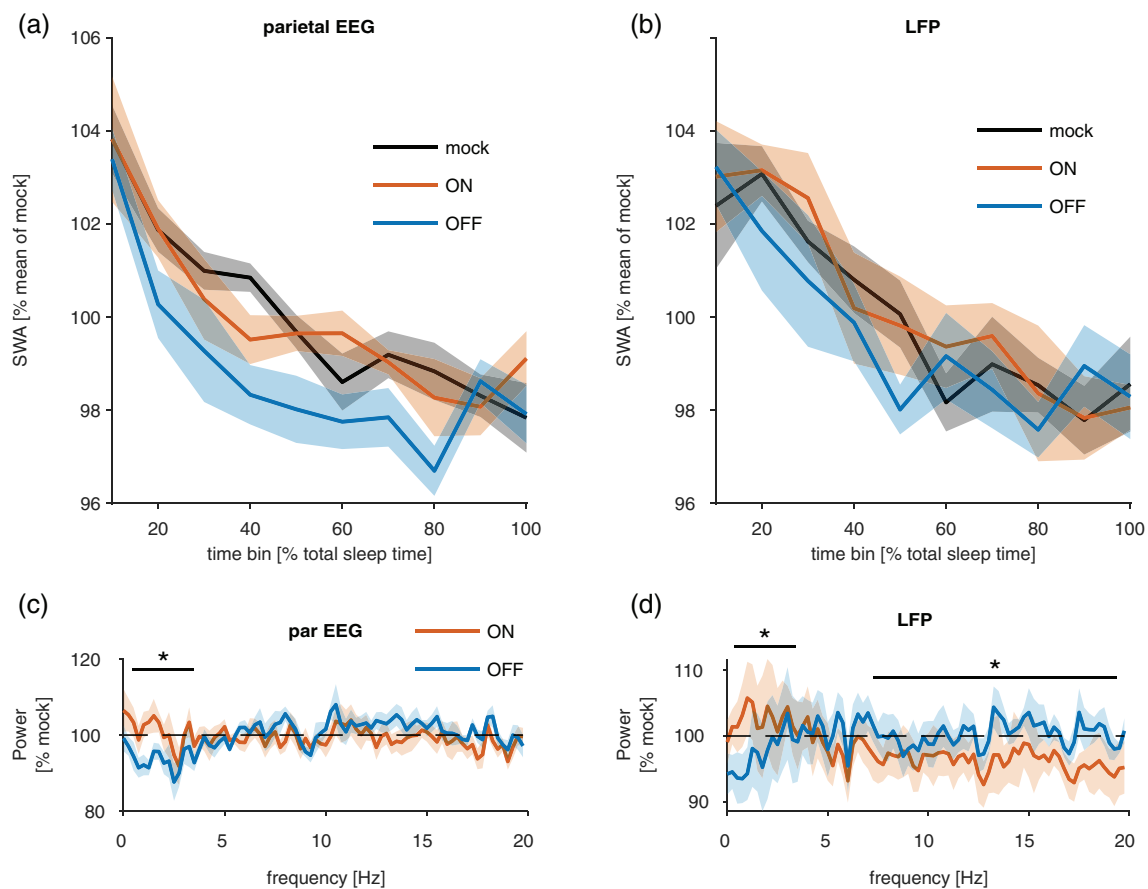 (a)
parietal EEG
106
104
102
100
98
96
SWA [% mean of mock]
mock
ON
OFF
20
40
60
80
100
time bin [% total sleep time]
(b)
LFP
106
104
102
100
98
96
SWA [% mean of mock]
mock
ON
OFF
20
40
60
80
100
time bin [% total sleep time]
(c)
par EEG
ON
OFF
*
120
100
80
Power
[% mock]
0
5
10
15
20
frequency [Hz]
(d)
LFP
*
*
110
100
90
Power
[% mock]
0
5
10
15
20
frequency [Hz]